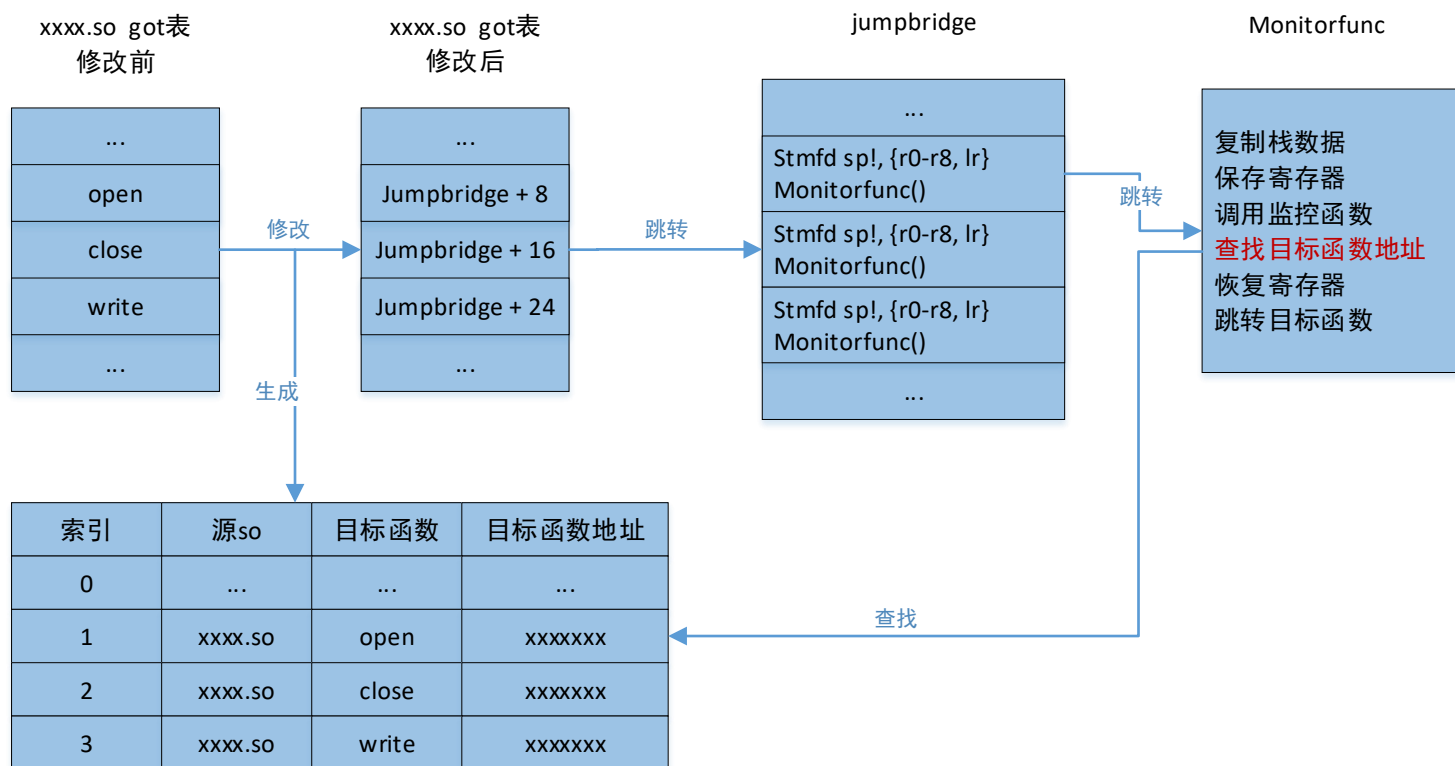 xxxx.so got表
修改前
xxxx.so got表
修改后
jumpbridge
Monitorfunc
...
open
close
write
...
修改
生成
...
Jumpbridge + 8
Jumpbridge + 16
Jumpbridge + 24
...
跳转
...
Stmfd sp!, {r0-r8, lr}
Monitorfunc()
Stmfd sp!, {r0-r8, lr}
Monitorfunc()
Stmfd sp!, {r0-r8, lr}
Monitorfunc()
...
跳转
复制栈数据
保存寄存器
调用监控函数
查找目标函数地址
恢复寄存器
跳转目标函数
查找
索引 源so 目标函数 目标函数地址
0 ... ... ...
1 xxxx.so open xxxxxxx
2 xxxx.so close xxxxxxx
3 xxxx.so write xxxxxxx